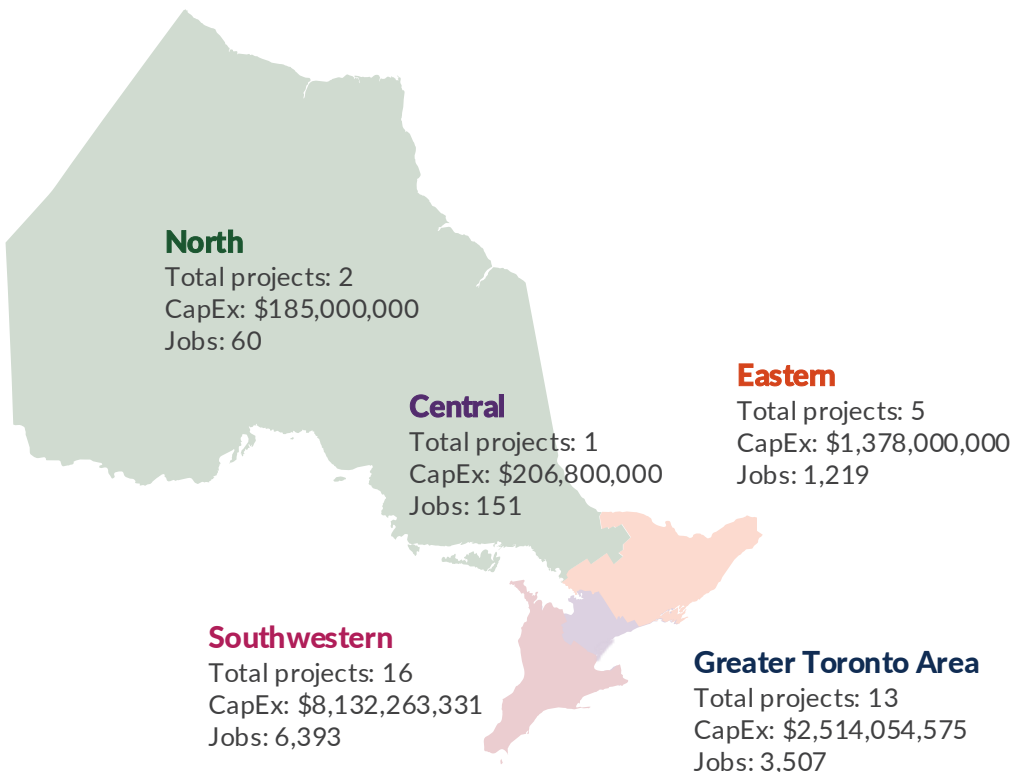 North
Total projects: 2
CapEx: $185,000,000
Jobs: 60
Central
Total projects: 1
CapEx: $206,800,000
Jobs: 151
Eastern
Total projects: 5
CapEx: $1,378,000,000
Jobs: 1,219
Southwestern
Total projects: 16
CapEx: $8,132,263,331
Jobs: 6,393
Greater Toronto Area
Total projects: 13
CapEx: $2,514,054,575
Jobs: 3,507